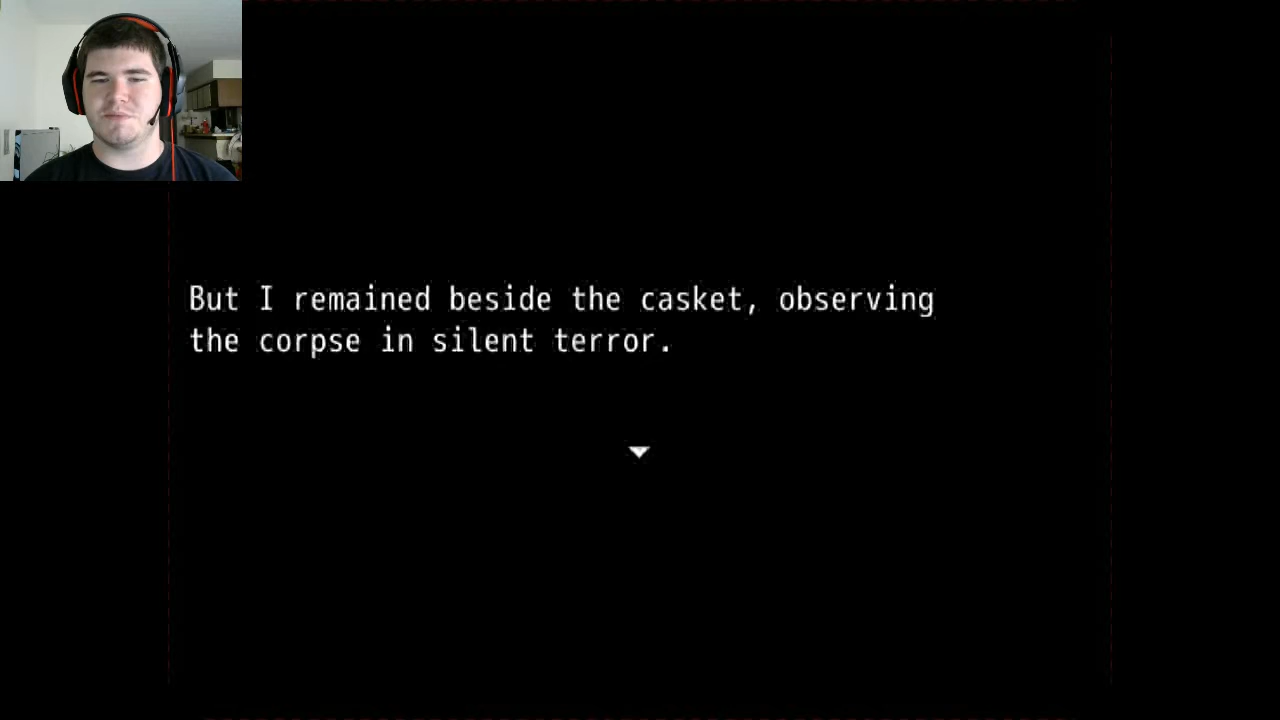 But I remained beside the casket, observing
the corpse in silent terror.